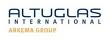 ALTUGLAS
INTERNATIONAL
ARKEMA GROUP